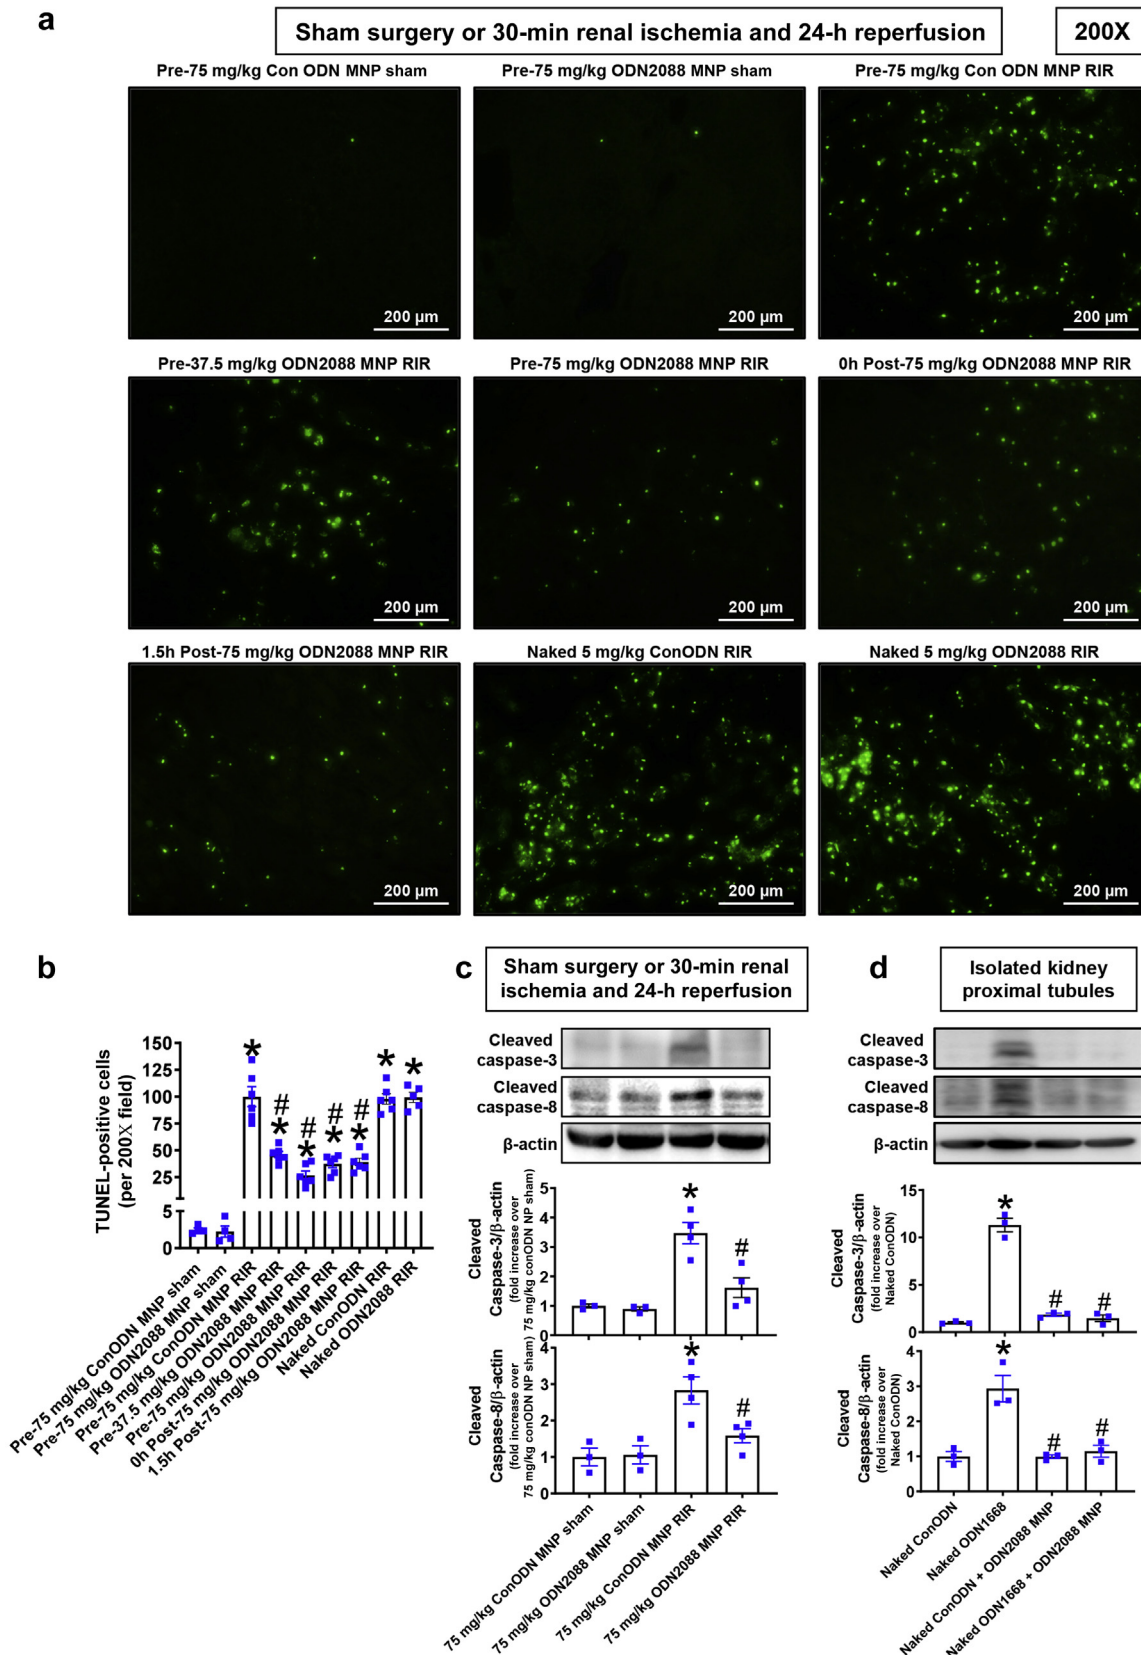 a
Sham surgery or 30-min renal ischemia and 24-h reperfusion
200X
Pre-75 mg/kg Con ODN MNP sham
Pre-75 mg/kg ODN2088 MNP sham
Pre-75 mg/kg Con ODN MNP RIR
200 µm
200 µm
200 µm
Pre-37.5 mg/kg ODN2088 MNP RIR
Pre-75 mg/kg ODN2088 MNP RIR
0h Post-75 mg/kg ODN2088 MNP RIR
200 µm
200 µm
200 µm
1.5h Post-75 mg/kg ODN2088 MNP RIR
Naked 5 mg/kg ConODN RIR
Naked 5 mg/kg ODN2088 RIR
200 µm
200 µm
200 µm
b
TUNEL-positive cells
(per 200X field)
150
125
100
75
50
25
5
0
*
#
*
#
*
#
*
#
*
*
*
Pre-75 mg/kg ConODN MNP sham
Pre-75 mg/kg ODN2088 MNP sham
Pre-75 mg/kg ConODN MNP RIR
Pre-37.5 mg/kg ODN2088 MNP RIR
Pre-75 mg/kg ODN2088 MNP RIR
0h Post-75 mg/kg ODN2088 MNP RIR
1.5h Post-75 mg/kg ODN2088 MNP RIR
Naked ConODN RIR
Naked ODN2088 RIR
c
Sham surgery or 30-min renal
ischemia and 24-h reperfusion
Cleaved
caspase-3
Cleaved
caspase-8
β-actin
Cleaved
Caspase-3/β-actin
(fold increase over
75 mg/kg conODN NP sham)
5
4
3
2
1
0
*
#
Cleaved
Caspase-8/β-actin
(fold increase over
75 mg/kg conODN NP sham)
4
3
2
1
0
*
#
75 mg/kg ConODN MNP sham
75 mg/kg ODN2088 MNP sham
75 mg/kg ConODN MNP RIR
75 mg/kg ODN2088 MNP RIR
d
Isolated kidney
proximal tubules
Cleaved
caspase-3
Cleaved
caspase-8
β-actin
Cleaved
Caspase-3/β-actin
(fold increase over
Naked ConODN)
15
10
5
0
*
#
#
Cleaved
Caspase-8/β-actin
(fold increase over
Naked ConODN)
4
3
2
1
0
*
#
#
Naked ConODN
Naked ODN1668
Naked ConODN + ODN2088 MNP
Naked ODN1668 + ODN2088 MNP